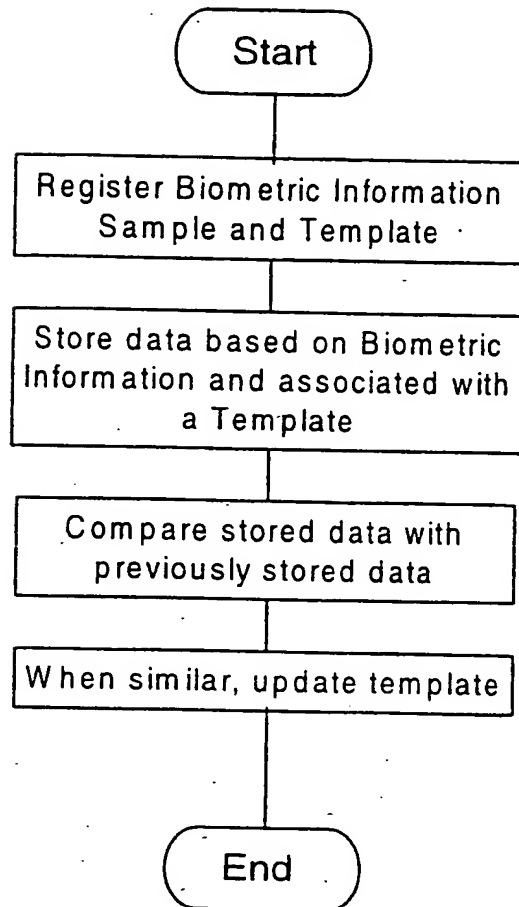 Start
Register Biometric Information
Sample and Template
Store data based on Biometric
Information and associated with
a Template
Compare stored data with
previously stored data
When similar, update template
End